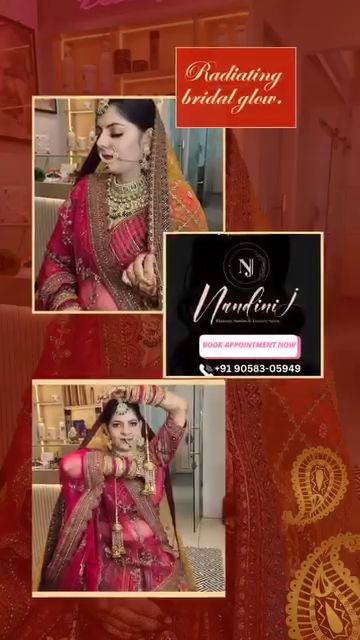 Radiating
bridal glow.
NJ
Nandini J
BOOK APPOINTMENT NOW
+91 90583-05949